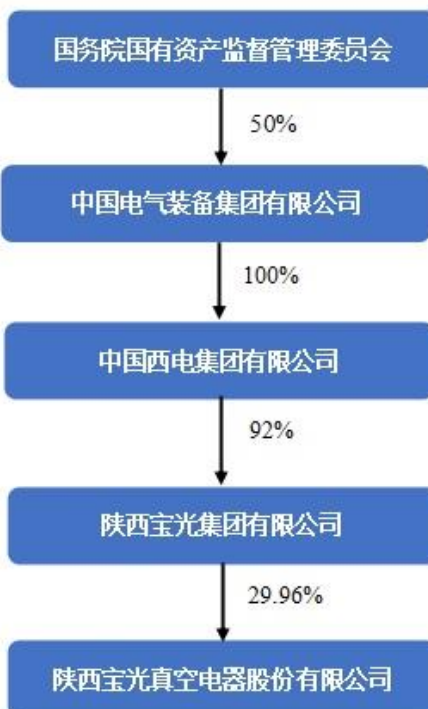 国务院国有资产监督管理委员会
50%
中国电气装备集团有限公司
100%
中国西电集团有限公司
92%
陕西宝光集团有限公司
29.96%
陕西宝光真空电器股份有限公司